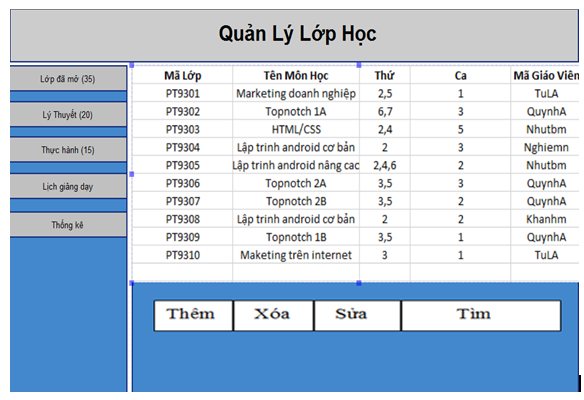 Quản Lý Lớp Học
Lớp đã mở (35)
Lý Thuyết (20)
Thực hành (15)
Lịch giảng dạy
Thống kê
Mã Lớp Tên Môn Học Thứ Ca Mã Giáo Viên
PT9301 Marketing doanh nghiệp 2,5 1 TuLA
PT9302 Topnotch 1A 6,7 3 QuynhA
PT9303 HTML/CSS 2,4 5 Nhutbm
PT9304 Lập trinh android cơ bản 2 3 Nghiemn
PT9305 Lập trinh android nâng cao 2,4,6 2 Nhutbm
PT9306 Topnotch 2A 3,5 3 QuynhA
PT9307 Topnotch 2B 3,5 2 QuynhA
PT9308 Lập trinh android cơ bản 2 2 Khanhm
PT9309 Topnotch 1B 3,5 1 QuynhA
PT9310 Maketing trên internet 3 1 TuLA
Thêm Xóa Sửa Tìm